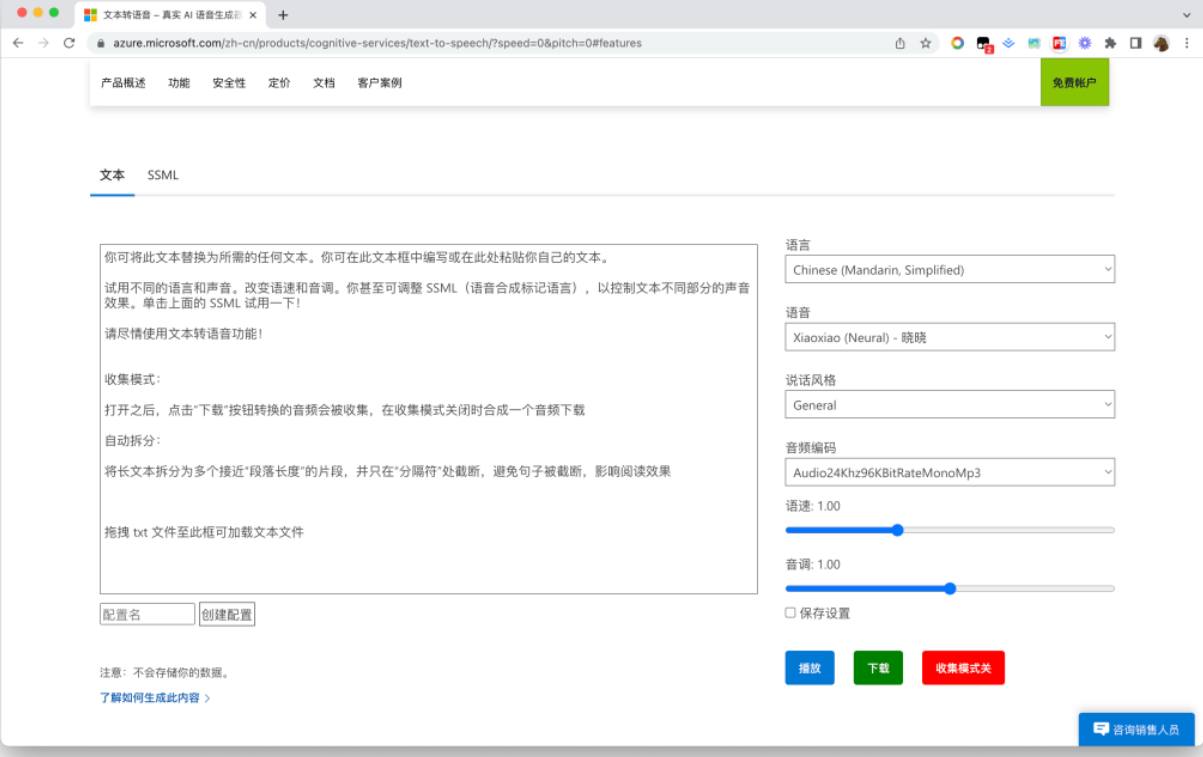 文本转语音 – 真实 AI 语音生成器
azure.microsoft.com/zh-cn/products/cognitive-services/text-to-speech/?speed=0&pitch=0#features
2
产品概述 功能 安全性 定价 文档 客户案例 免费帐户
文本 SSML
你可将此文本替换为所需的任何文本。你可在此文本框中编写或在此处粘贴你自己的文本。
试用不同的语言和声音。改变语速和音调。你甚至可调整 SSML（语音合成标记语言），以控制文本不同部分的声音
效果。单击上面的 SSML 试用一下！
请尽情使用文本转语音功能！
收集模式：
打开之后，点击“下载”按钮转换的音频会被收集，在收集模式关闭时合成一个音频下载
自动拆分：
将长文本拆分为多个接近“段落长度”的片段，并只在“分隔符”处截断，避免句子被截断，影响阅读效果
拖拽 txt 文件至此框可加载文本文件
配置名 创建配置
注意：不会存储你的数据。
了解如何生成此内容 >
语言
Chinese (Mandarin, Simplified)
语音
Xiaoxiao (Neural) - 晓晓
说话风格
General
音频编码
Audio24Khz96KBitRateMonoMp3
语速: 1.00
音调: 1.00
保存设置
播放 下载 收集模式关
咨询销售人员